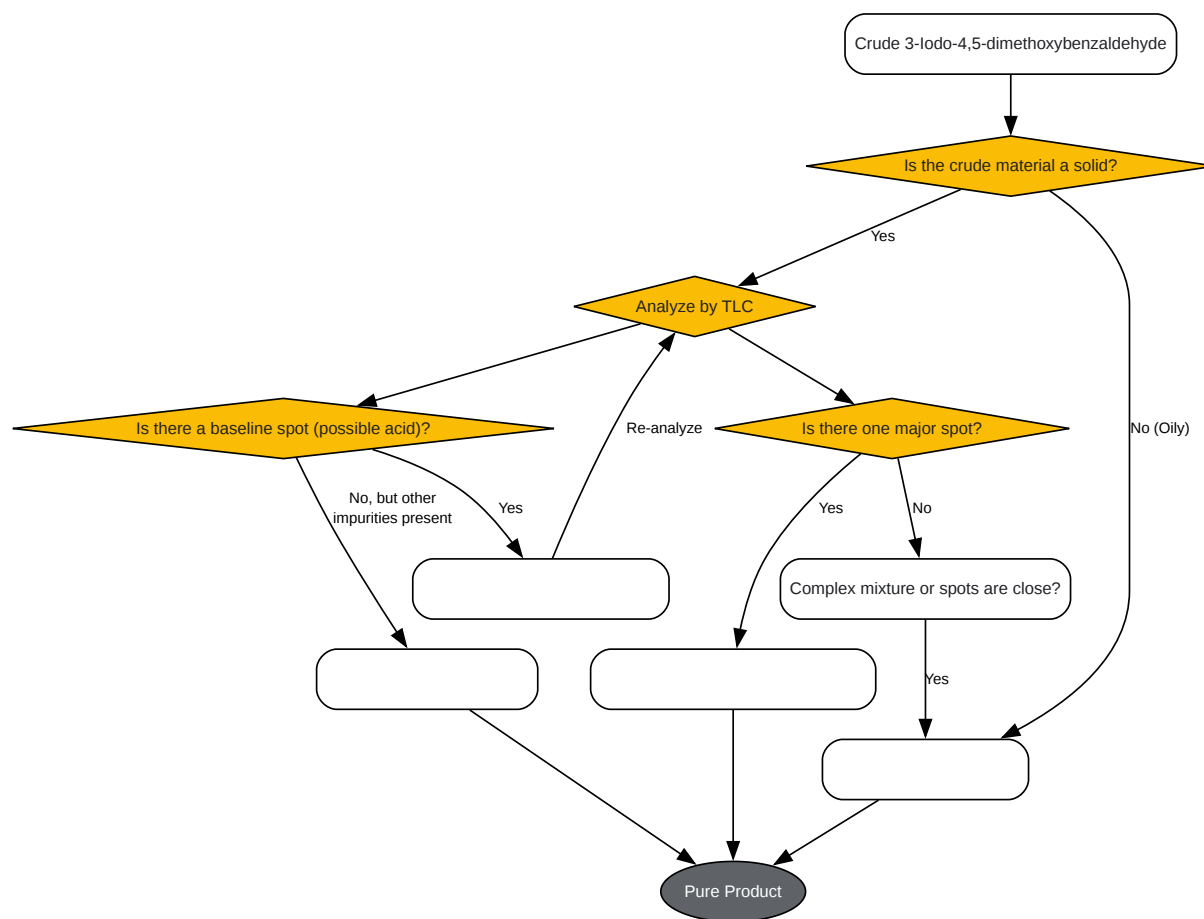 Crude 3-Iodo-4,5-dimethoxybenzaldehyde
Is the crude material a solid?
Yes
Analyze by TLC
Is there a baseline spot (possible acid)?
Re-analyze
Is there one major spot?
No (Oily)
No, but other
impurities present
Yes
Yes
No
Complex mixture or spots are close?
Yes
Pure Product